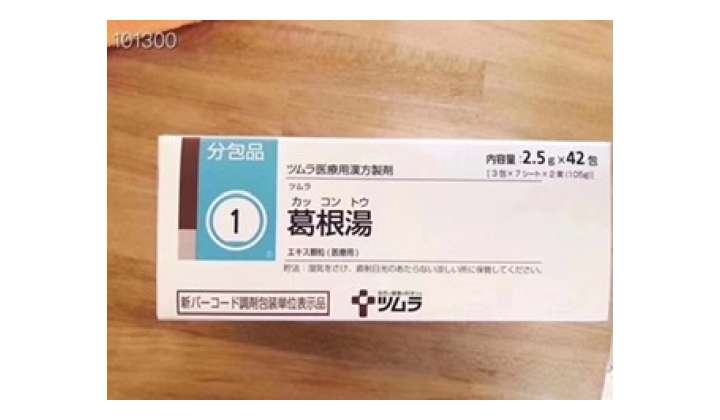 101300
分包品
1
ツムラ医療用漢方製剤
内容量:2.5g×42包
[3包×7シート×2束(105g)]
ツムラ
カッ コン トウ
葛根湯
エキス顆粒(医療用)
貯法:湿気をさけ、直射日光のあたらない涼しい所に保管してください。
新バーコード調剤包装単位表示品
ツムラ